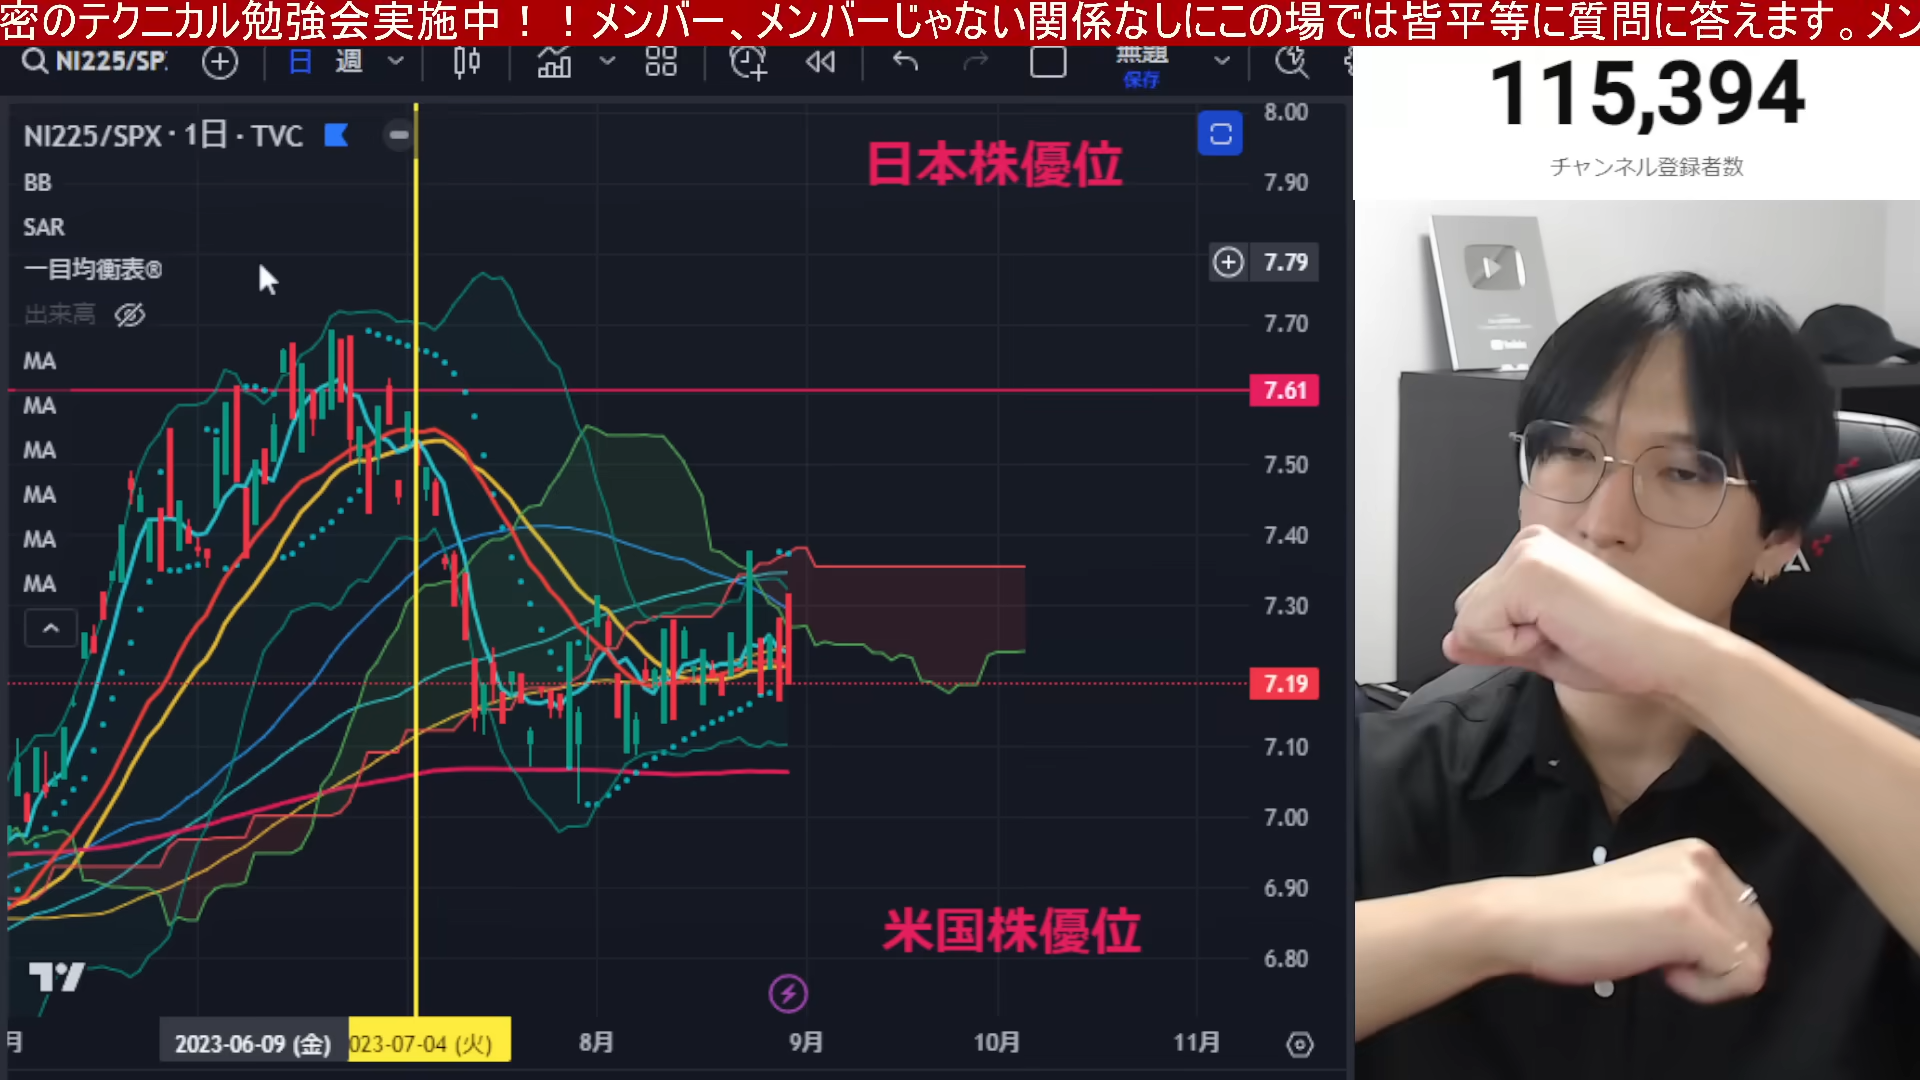 密のテクニカル勉強会実施中！！メンバー、メンバーじゃない関係なしにこの場では皆平等に質問に答えます。メン
NI225/SP
日 週
無題
保存
115,394
チャンネル登録者数
NI225/SPX・1日・TVC
BB
SAR
一目均衡表®
出来高
MA
MA
MA
MA
MA
MA
日本株優位
米国株優位
8.00
7.90
7.79
7.70
7.61
7.50
7.40
7.30
7.19
7.10
7.00
6.90
6.80
月
2023-06-09 (金)
023-07-04 (火)
8月
9月
10月
11月